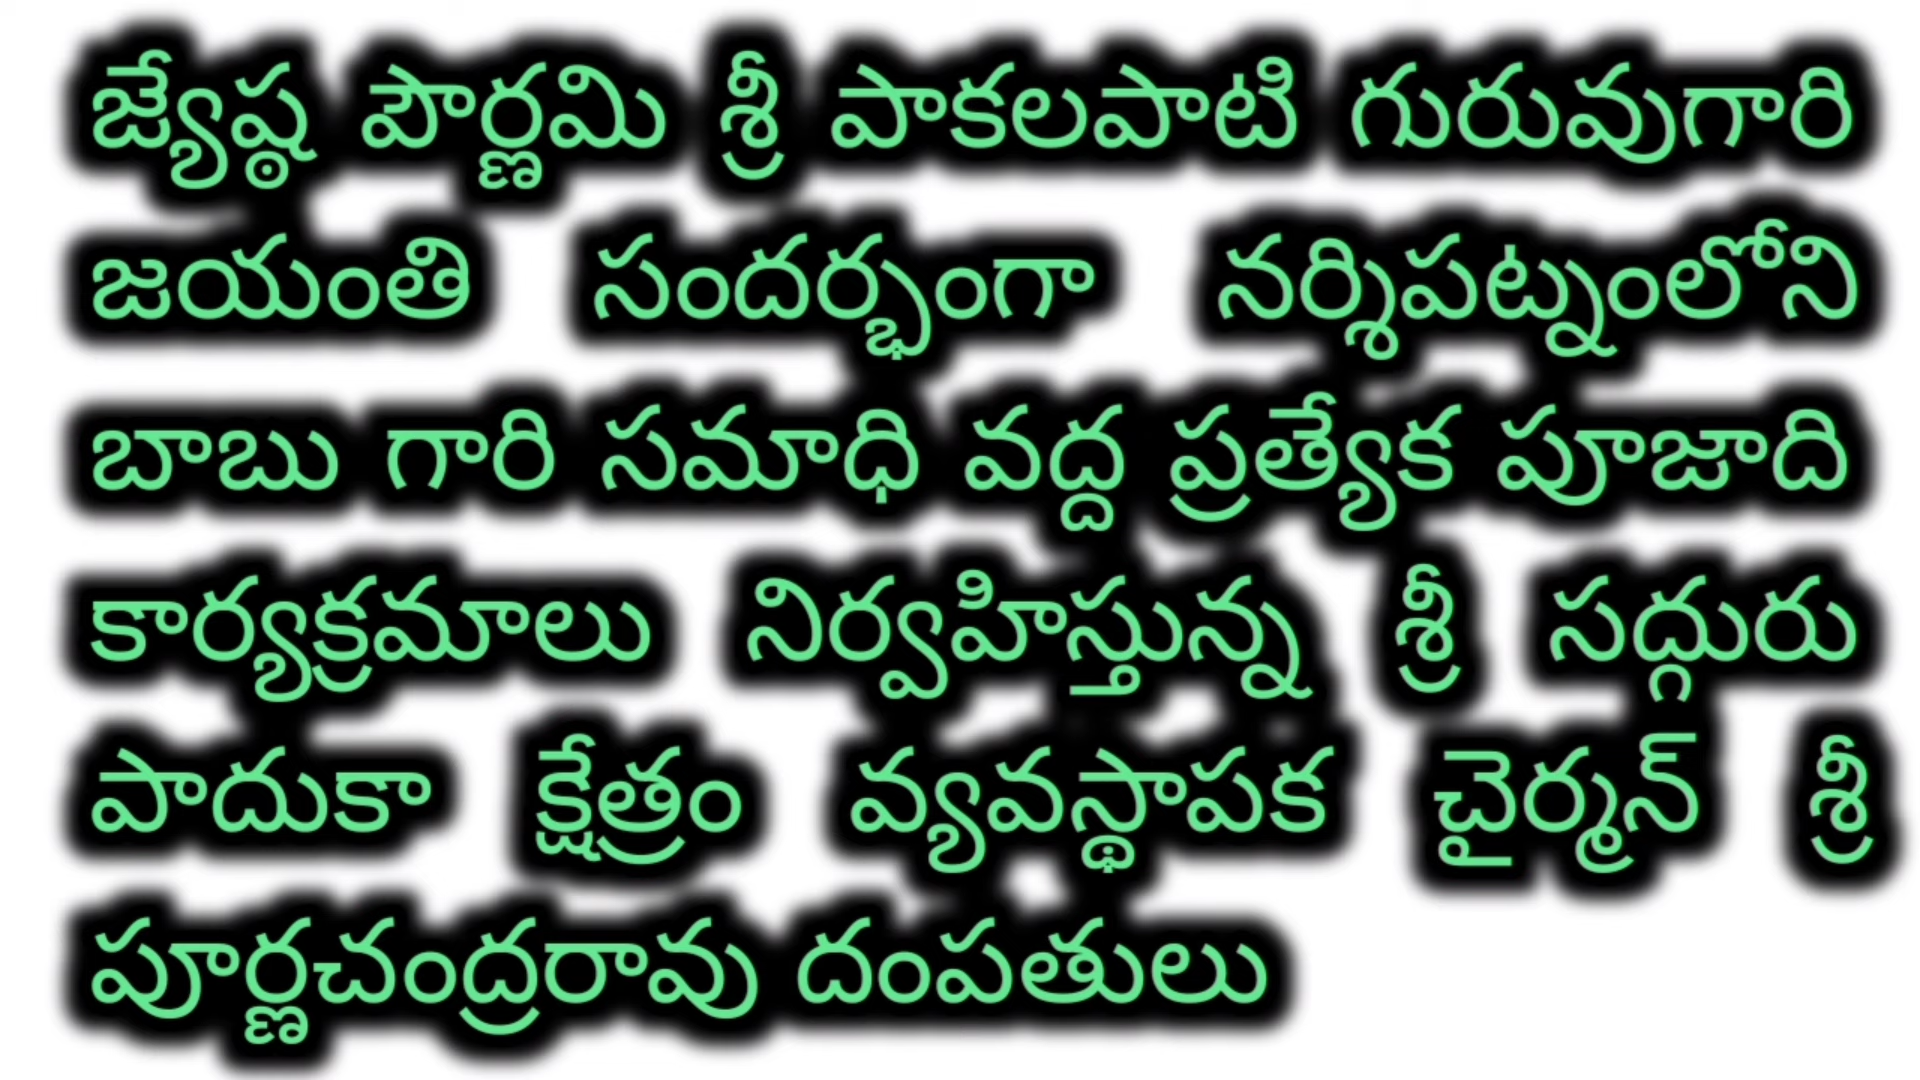 జ్యేష్ఠ పౌర్ణమి శ్రీ పాకలపాటి గురువుగారి
జయంతి సందర్భంగా నర్శిపట్నంలోని
బాబు గారి సమాధి వద్ద ప్రత్యేక పూజాది
కార్యక్రమాలు నిర్వహిస్తున్న శ్రీ సద్గురు
పాదుకా క్షేత్రం వ్యవస్థాపక చైర్మన్ శ్రీ
పూర్ణచంద్రరావు దంపతులు